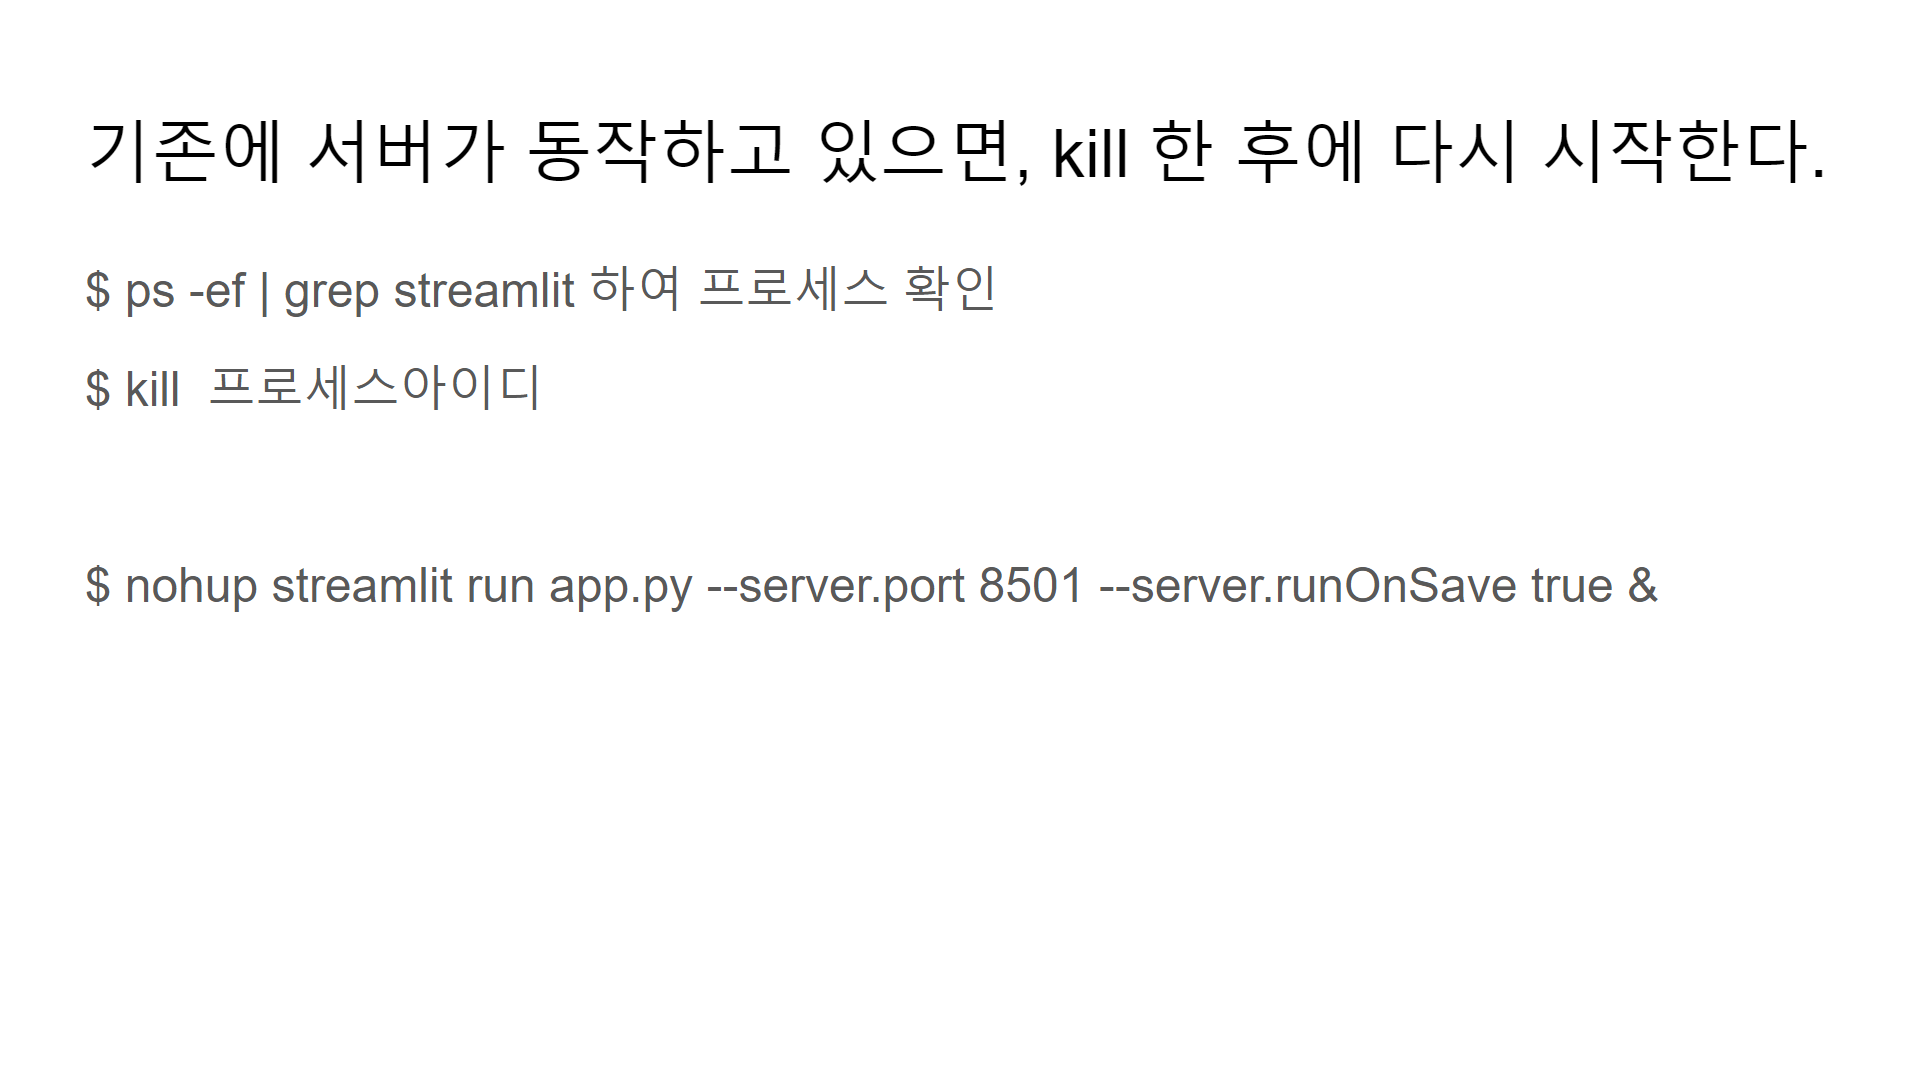 기존에 서버가 동작하고 있으면, kill 한 후에 다시 시작한다.
$ ps -ef | grep streamlit 하여 프로세스 확인
$ kill  프로세스아이디
$ nohup streamlit run app.py --server.port 8501 --server.runOnSave true &